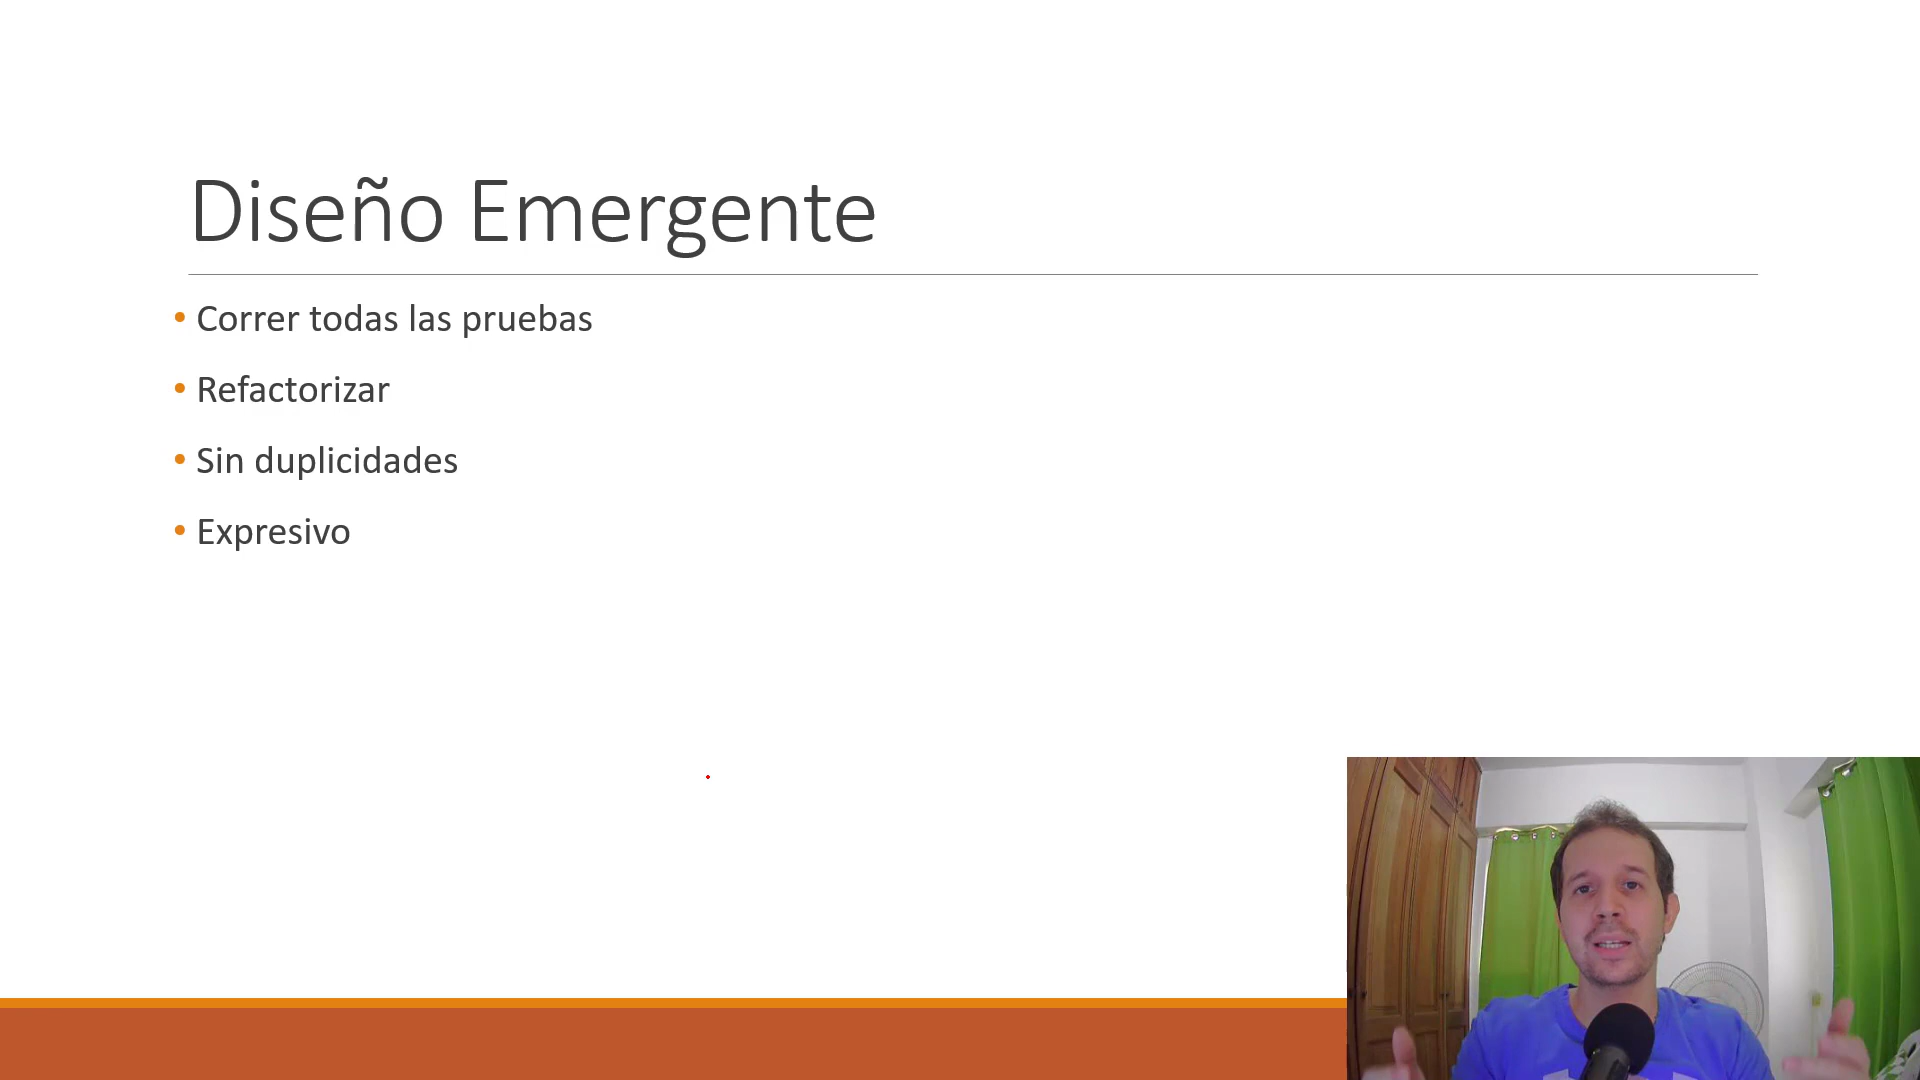 Diseño Emergente
• Correr todas las pruebas
• Refactorizar
• Sin duplicidades
• Expresivo